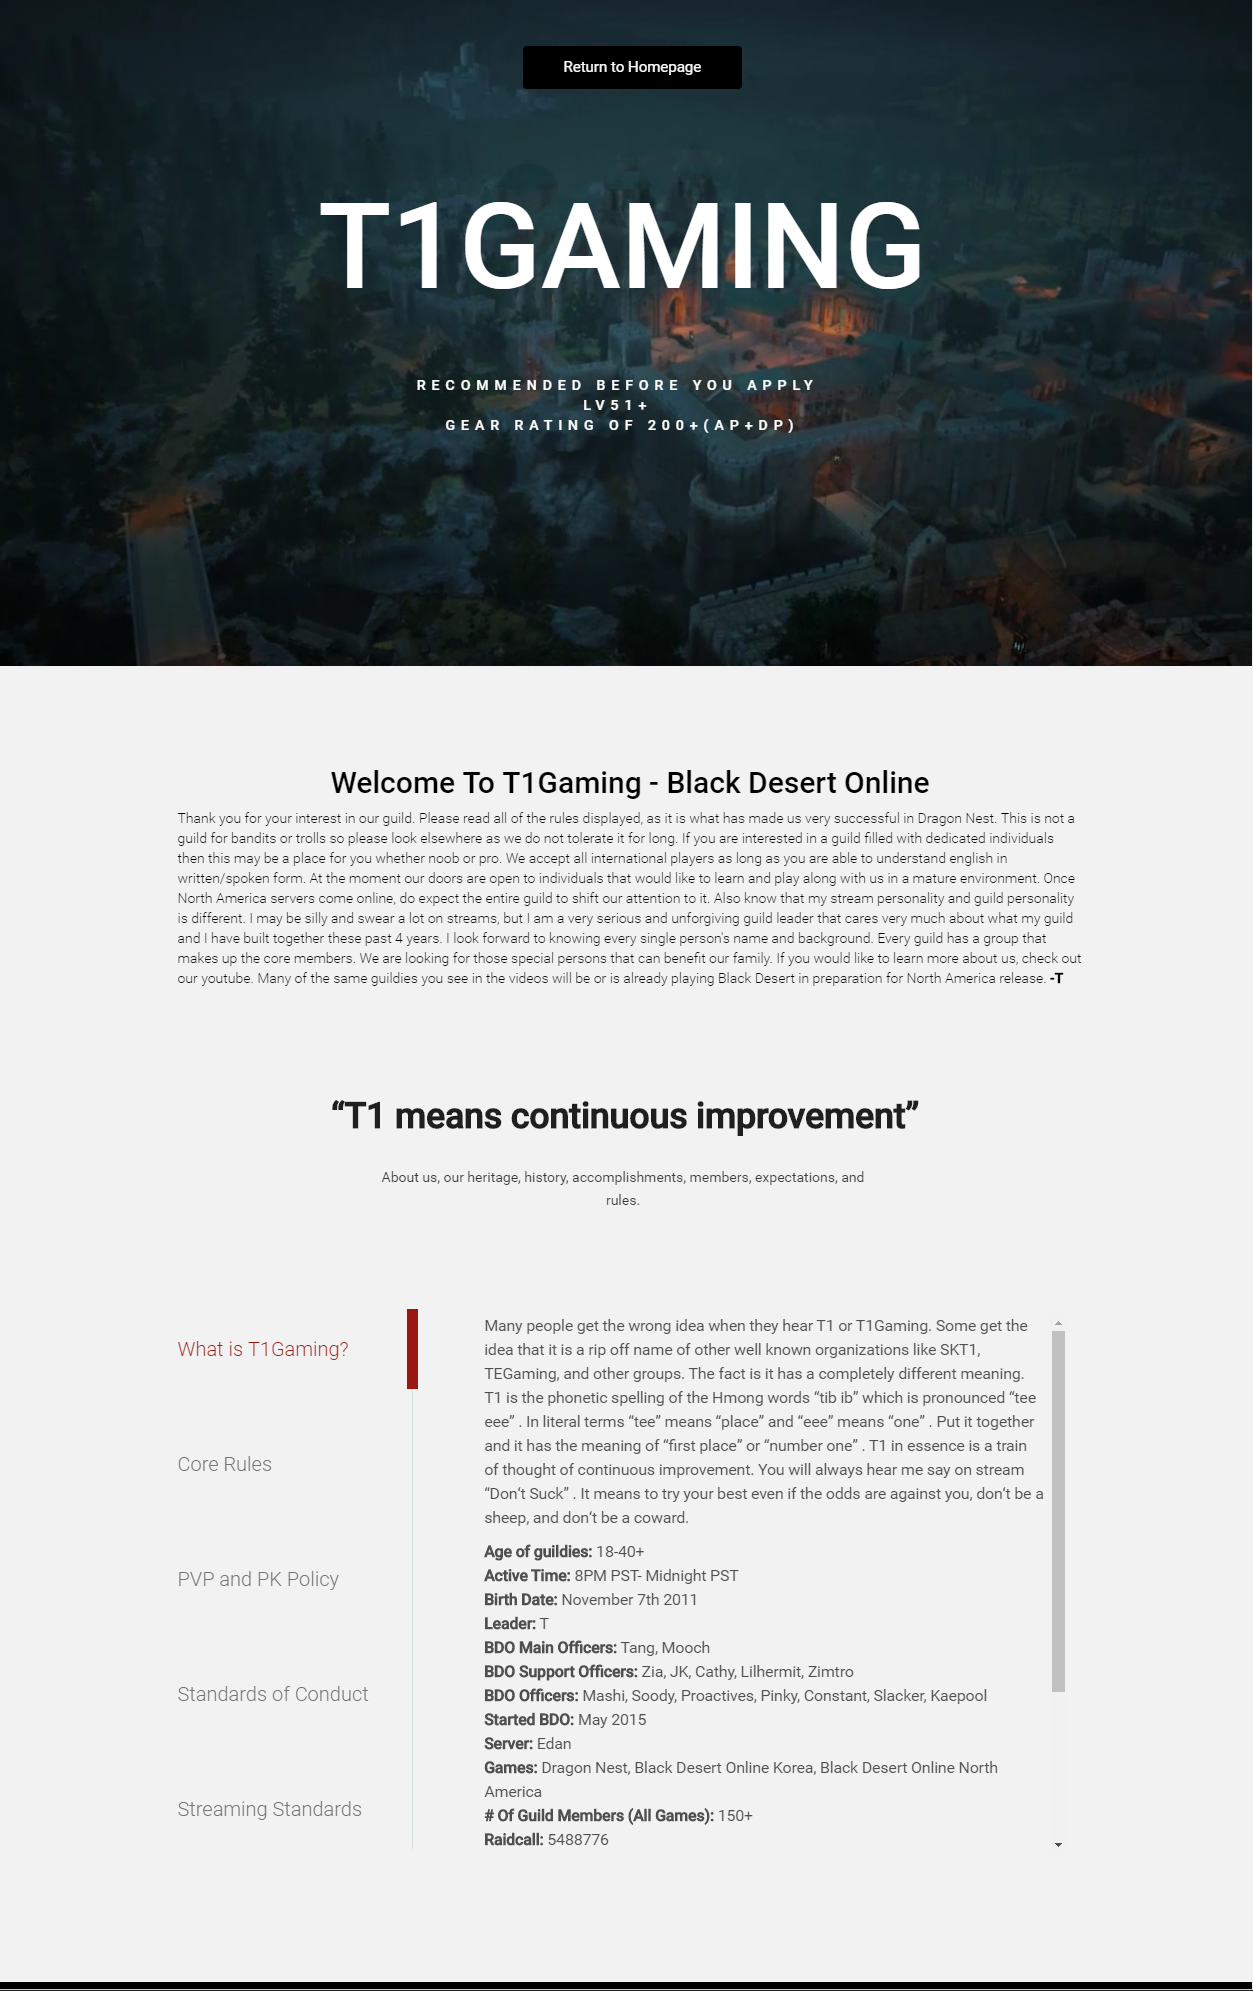 Return to Homepage
T1GAMING
RECOMMENDED BEFORE YOU APPLY
LV51+
GEAR RATING OF 200+(AP+DP)
Welcome To T1Gaming - Black Desert Online
Thank you for your interest in our guild. Please read all of the rules displayed, as it is what has made us very successful in Dragon Nest. This is not a
guild for bandits or trolls so please look elsewhere as we do not tolerate it for long. If you are interested in a guild filled with dedicated individuals
then this may be a place for you whether noob or pro. We accept all international players as long as you are able to understand english in
written/spoken form. At the moment our doors are open to individuals that would like to learn and play along with us in a mature environment. Once
North America servers come online, do expect the entire guild to shift our attention to it. Also know that my stream personality and guild personality
is different. I may be silly and swear a lot on streams, but I am a very serious and unforgiving guild leader that cares very much about what my guild
and I have built together these past 4 years. I look forward to knowing every single person's name and background. Every guild has a group that
makes up the core members. We are looking for those special persons that can benefit our family. If you would like to learn more about us, check out
our youtube. Many of the same guildies you see in the videos will be or is already playing Black Desert in preparation for North America release. -T
“T1 means continuous improvement”
About us, our heritage, history, accomplishments, members, expectations, and
rules.
What is T1Gaming?
Core Rules
PVP and PK Policy
Standards of Conduct
Streaming Standards
Many people get the wrong idea when they hear T1 or T1Gaming. Some get the
idea that it is a rip off name of other well known organizations like SKT1,
TEGaming, and other groups. The fact is it has a completely different meaning.
T1 is the phonetic spelling of the Hmong words “tib ib” which is pronounced “tee
eee” . In literal terms “tee” means “place” and “eee” means “one” . Put it together
and it has the meaning of “first place” or “number one” . T1 in essence is a train
of thought of continuous improvement. You will always hear me say on stream
“Don‘t Suck” . It means to try your best even if the odds are against you, don‘t be a
sheep, and don‘t be a coward.
Age of guildies: 18-40+
Active Time: 8PM PST- Midnight PST
Birth Date: November 7th 2011
Leader: T
BDO Main Officers: Tang, Mooch
BDO Support Officers: Zia, JK, Cathy, Lilhermit, Zimtro
BDO Officers: Mashi, Soody, Proactives, Pinky, Constant, Slacker, Kaepool
Started BDO: May 2015
Server: Edan
Games: Dragon Nest, Black Desert Online Korea, Black Desert Online North
America
# Of Guild Members (All Games): 150+
Raidcall: 5488776